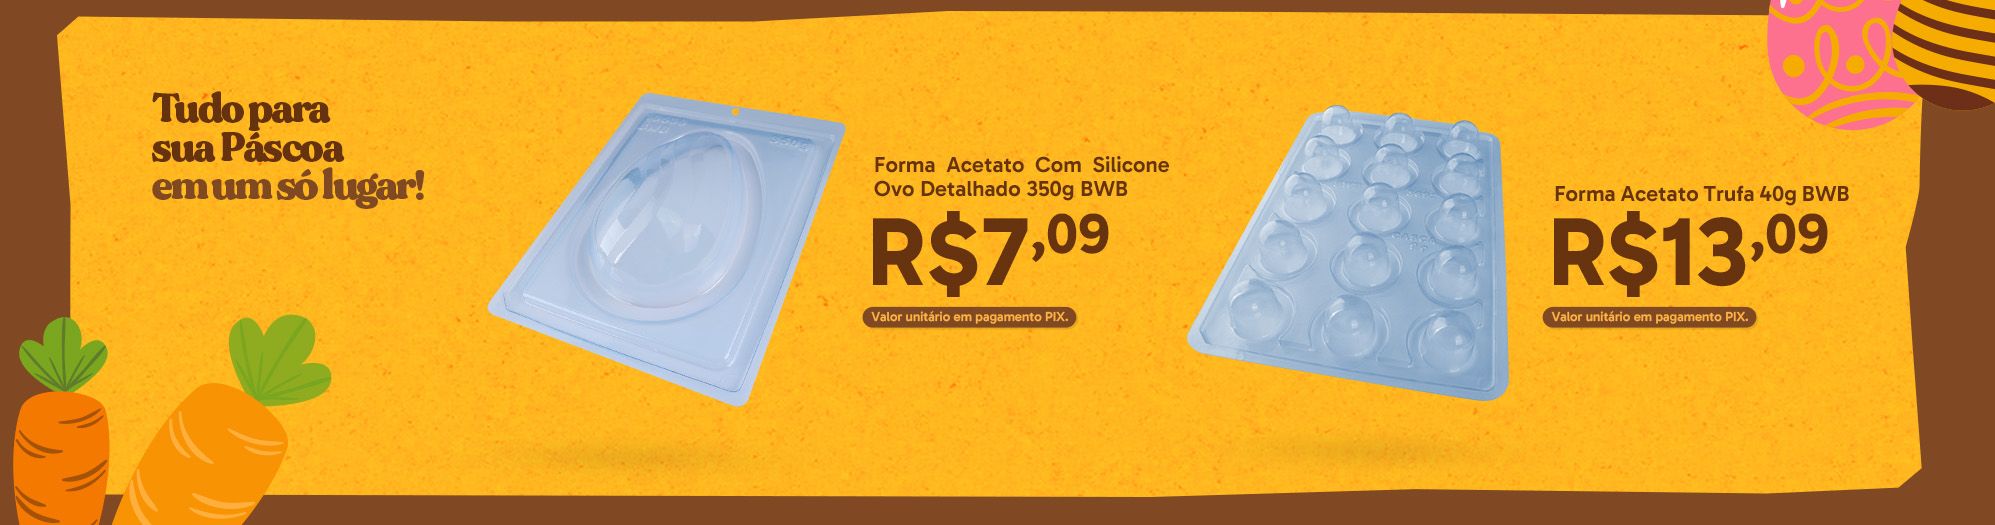 Tudo para
sua Páscoa
em um só lugar!
350g
Forma Acetato Com Silicone
Ovo Detalhado 350g BWB
R$7,09
Valor unitário em pagamento PIX.
Forma Acetato Trufa 40g BWB
R$13,09
Valor unitário em pagamento PIX.